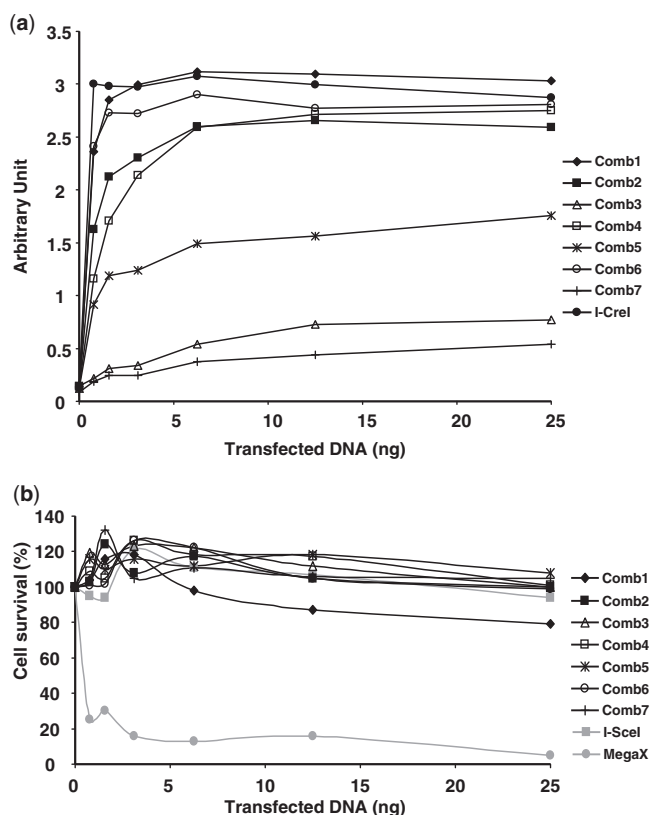 (a)
3.5
3
2.5
2
1.5
1
0.5
0
Arbitrary Unit
0
5
10
15
20
25
Transfected DNA (ng)
Comb1
Comb2
Comb3
Comb4
Comb5
Comb6
Comb7
I-CreI
(b)
140
120
100
80
60
40
20
0
Cell survival (%)
0
5
10
15
20
25
Transfected DNA (ng)
Comb1
Comb2
Comb3
Comb4
Comb5
Comb6
Comb7
I-SceI
MegaX